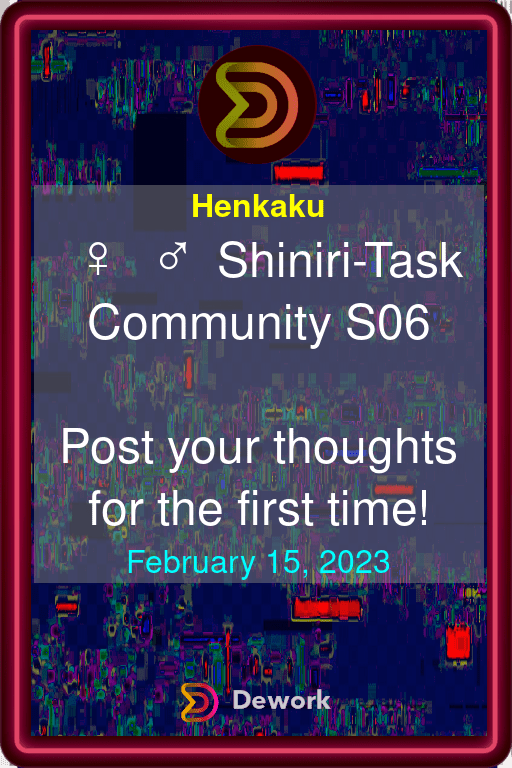 Henkaku
♀ ♂ Shiniri-Task
Community S06
Post your thoughts
for the first time!
February 15, 2023
Dework